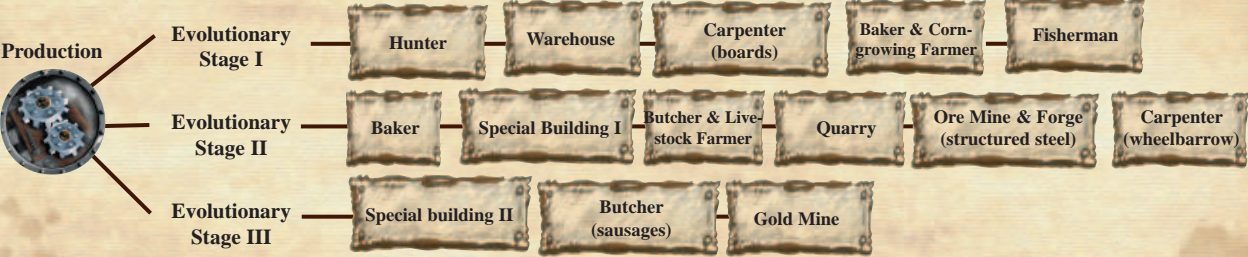 Production
Evolutionary
Stage I
Hunter
Warehouse
Carpenter
(boards)
Baker & Corn-
growing Farmer
Fisherman
Evolutionary
Stage II
Baker
Special Building I
Butcher & Live-
stock Farmer
Quarry
Ore Mine & Forge
(structured steel)
Carpenter
(wheelbarrow)
Evolutionary
Stage III
Special building II
Butcher
(sausages)
Gold Mine